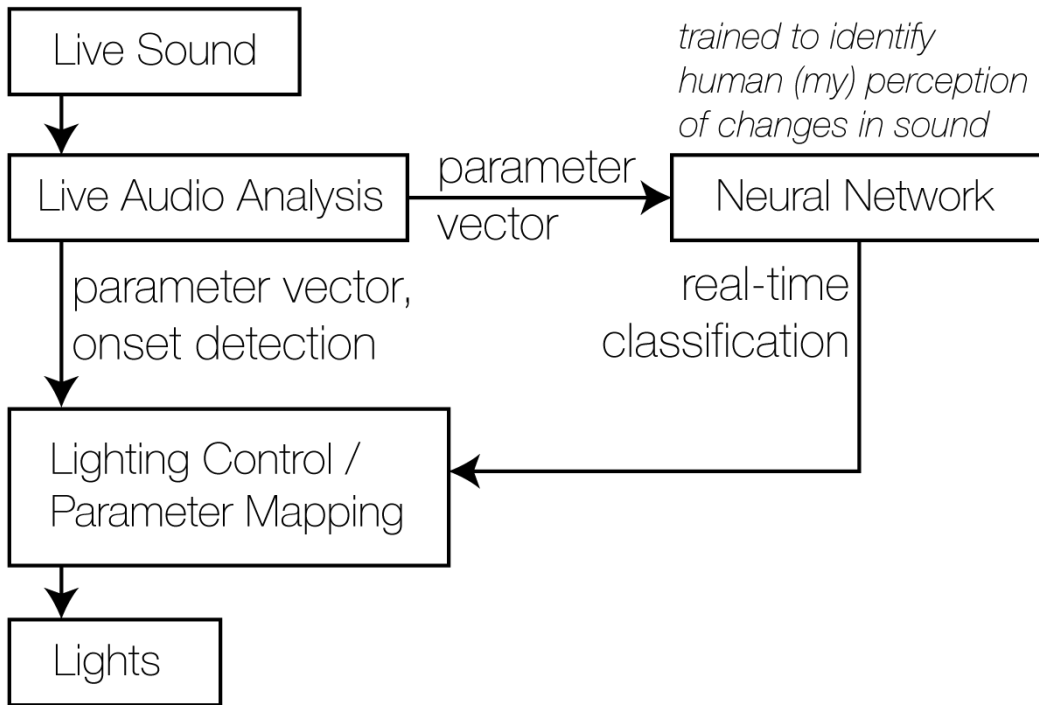 Live Sound
trained to identify
human (my) perception
of changes in sound
Live Audio Analysis
parameter
vector
Neural Network
parameter vector,
onset detection
real-time
classification
Lighting Control /
Parameter Mapping
Lights